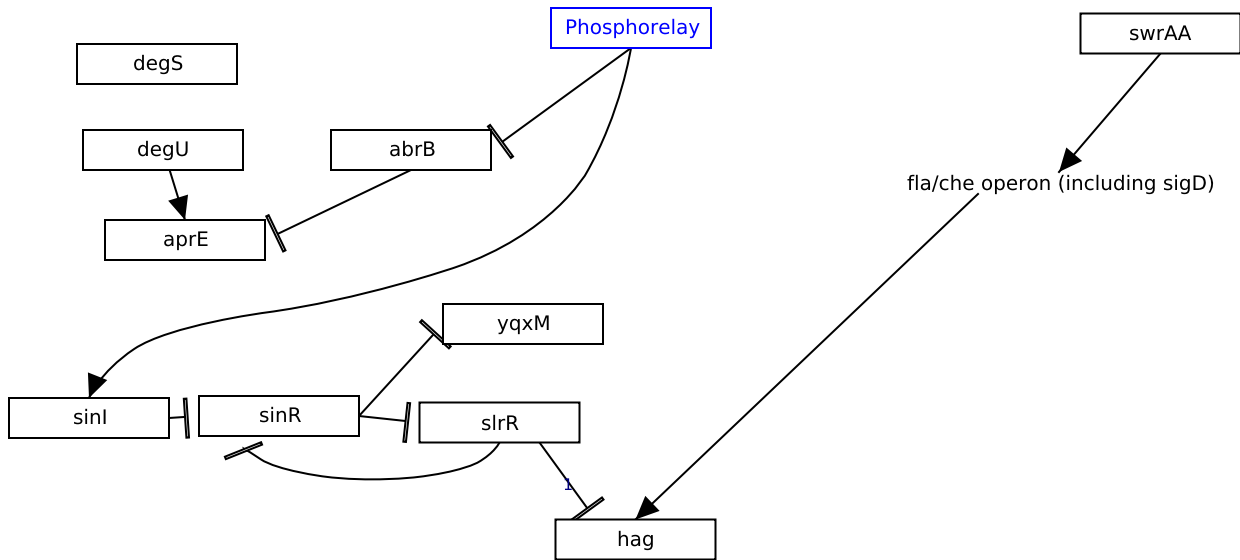 Phosphorelay
swrAA
degS
degU
abrB
fla/che operon (including sigD)
aprE
yqxM
sinI
sinR
slrR
1
hag